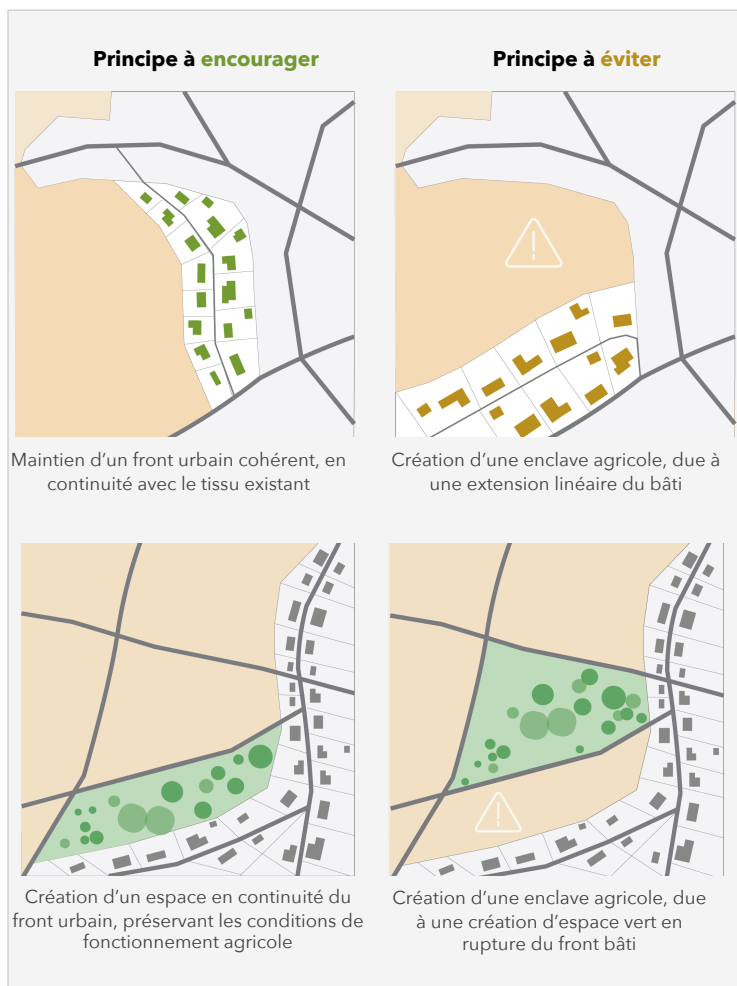 Principe à encourager
Principe à éviter
Maintien d'un front urbain cohérent, en
continuité avec le tissu existant
Création d'une enclave agricole, due à
une extension linéaire du bâti
Création d'un espace en continuité du
front urbain, préservant les conditions de
fonctionnement agricole
Création d'une enclave agricole, due
à une création d'espace vert en
rupture du front bâti